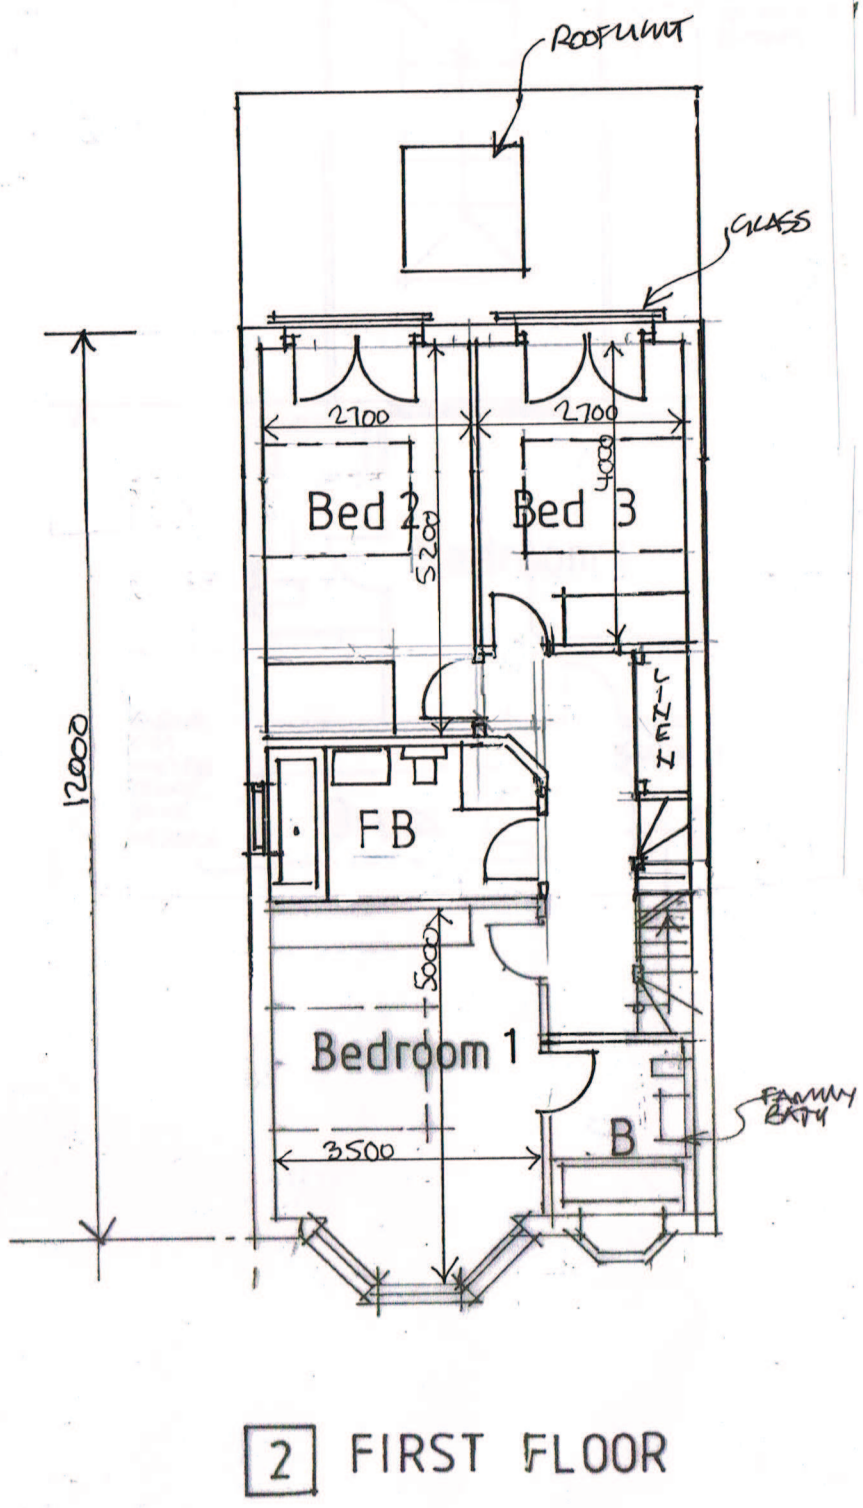 ROOFLIGHT
GLASS
2700
2700
4000
Bed 2
Bed 3
5200
LINEN
12000
FB
5000
Bedroom 1
FAMILY
BATH
B
3500
2 FIRST FLOOR